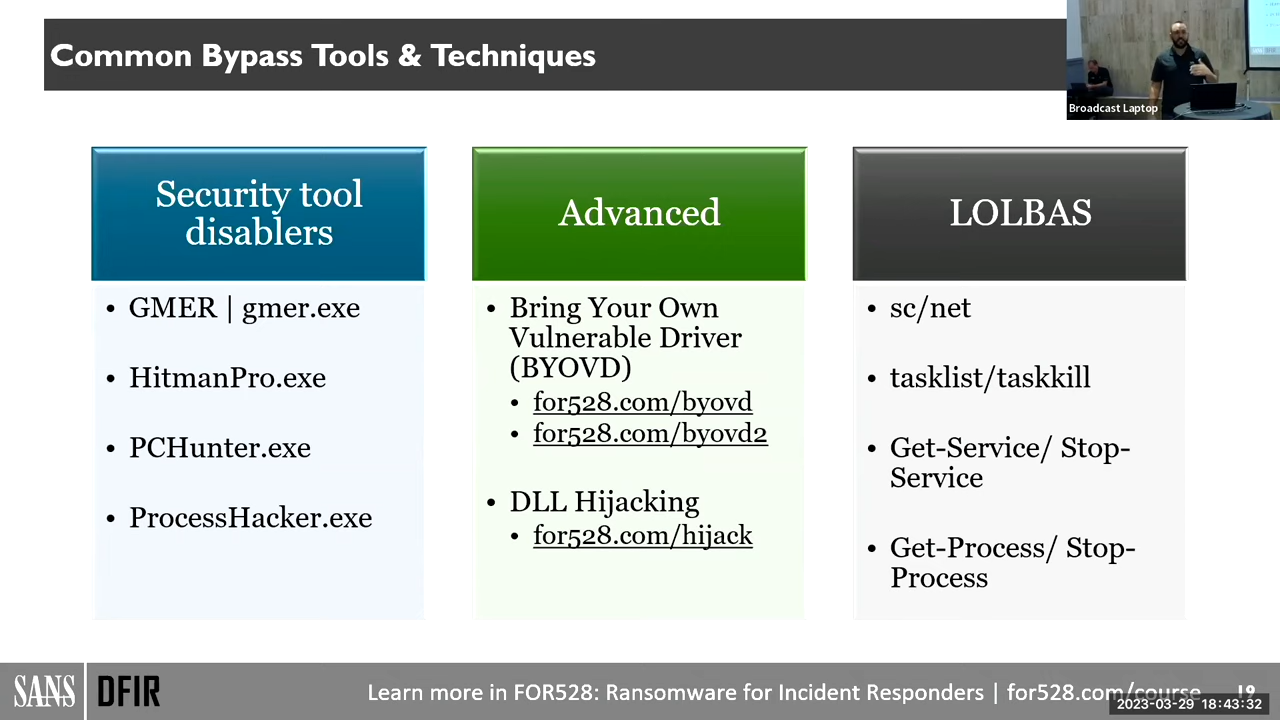 Common Bypass Tools & Techniques
Broadcast Laptop
Security tool
disablers
• GMER | gmer.exe
• HitmanPro.exe
• PCHunter.exe
• ProcessHacker.exe
Advanced
• Bring Your Own
Vulnerable Driver
(BYOVD)
• for528.com/byovd
• for528.com/byovd2
• DLL Hijacking
• for528.com/hijack
LOLBAS
• sc/net
• tasklist/taskkill
• Get-Service/ Stop-
Service
• Get-Process/ Stop-
Process
SANS DFIR
Learn more in FOR528: Ransomware for Incident Responders | for528.com/course
19
2023-03-29 18:43:32